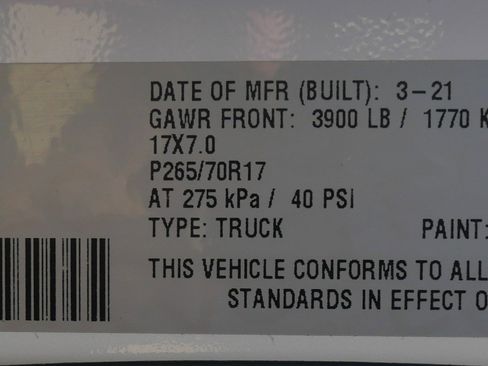 DATE OF MFR (BUILT): 3-21
GAWR FRONT: 3900 LB / 1770 K
17X7.0
P265/70R17
AT 275 kPa / 40 PSI
TYPE: TRUCK PAINT:
THIS VEHICLE CONFORMS TO ALL
STANDARDS IN EFFECT O